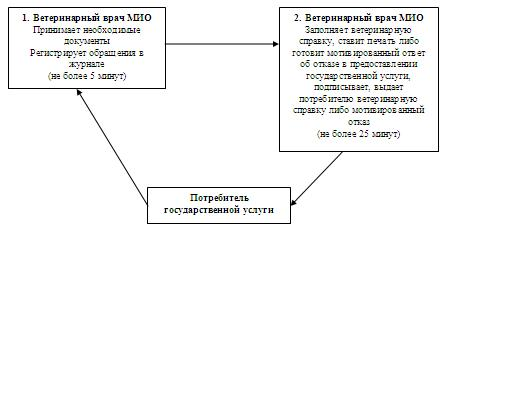 1. Ветеринарный врач МИО
Принимает необходимые
документы
Регистрирует обращения в
журнале
(не более 5 минут)
2. Ветеринарный врач МИО
Заполняет ветеринарную
справку, ставит печать либо
готовит мотивированный ответ
об отказе в предоставлении
государственной услуги,
подписывает, выдает
потребителю ветеринарную
справку либо мотивированный
отказ
(не более 25 минут)
Потребитель
государственной услуги